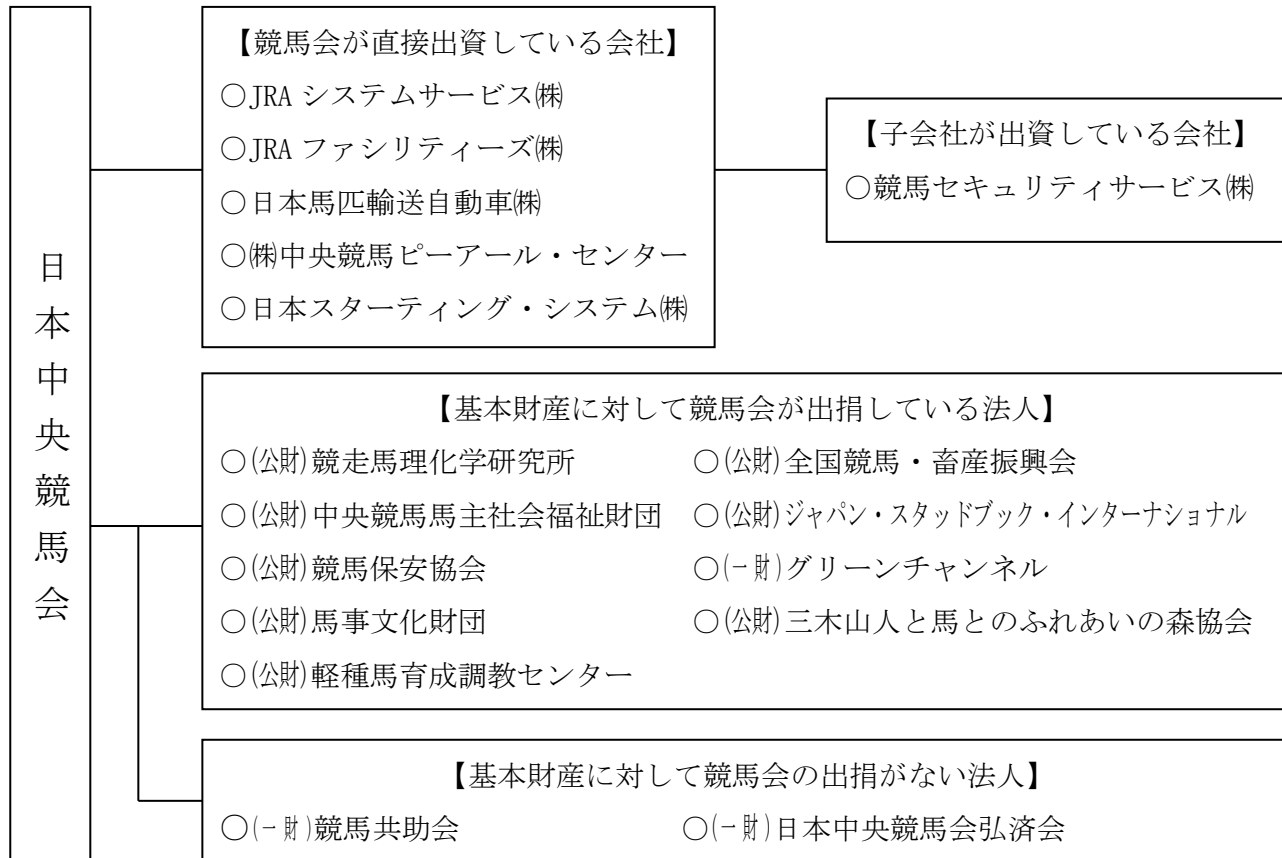 日本中央競馬会
【競馬会が直接出資している会社】
○JRA システムサービス㈱
○JRA ファシリティーズ㈱
○日本馬匹輸送自動車㈱
○㈱中央競馬ピーアール・センター
○日本スターティング・システム㈱
【子会社が出資している会社】
○競馬セキュリティサービス㈱
【基本財産に対して競馬会が出捐している法人】
○(公財)競走馬理化学研究所 ○(公財)全国競馬・畜産振興会
○(公財)中央競馬馬主社会福祉財団 ○(公財)ジャパン・スタッドブック・インターナショナル
○(公財)競馬保安協会 ○(一財)グリーンチャンネル
○(公財)馬事文化財団 ○(公財)三木山人と馬とのふれあいの森協会
○(公財)軽種馬育成調教センター
【基本財産に対して競馬会の出捐がない法人】
○(一財)競馬共助会 ○(一財)日本中央競馬会弘済会